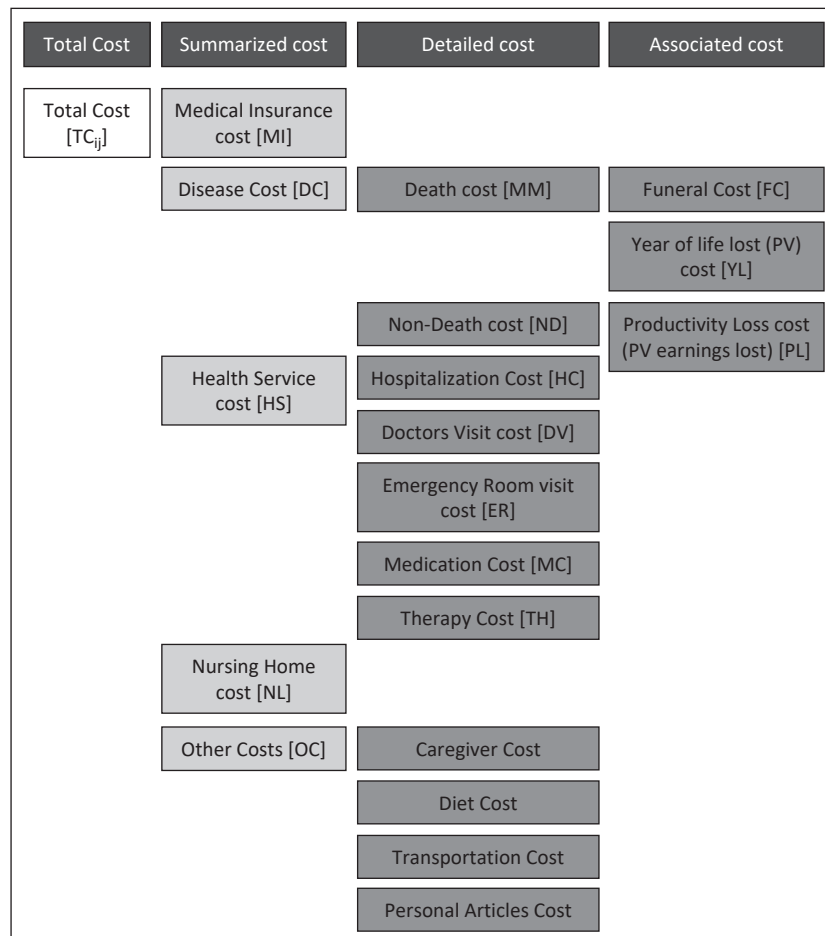 Total Cost
Summarized cost
Detailed cost
Associated cost
Total Cost
[TCij]
Medical Insurance
cost [MI]
Disease Cost [DC]
Death cost [MM]
Funeral Cost [FC]
Year of life lost (PV)
cost [YL]
Non-Death cost [ND]
Productivity Loss cost
(PV earnings lost) [PL]
Health Service
cost [HS]
Hospitalization Cost [HC]
Doctors Visit cost [DV]
Emergency Room visit
cost [ER]
Medication Cost [MC]
Therapy Cost [TH]
Nursing Home
cost [NL]
Other Costs [OC]
Caregiver Cost
Diet Cost
Transportation Cost
Personal Articles Cost